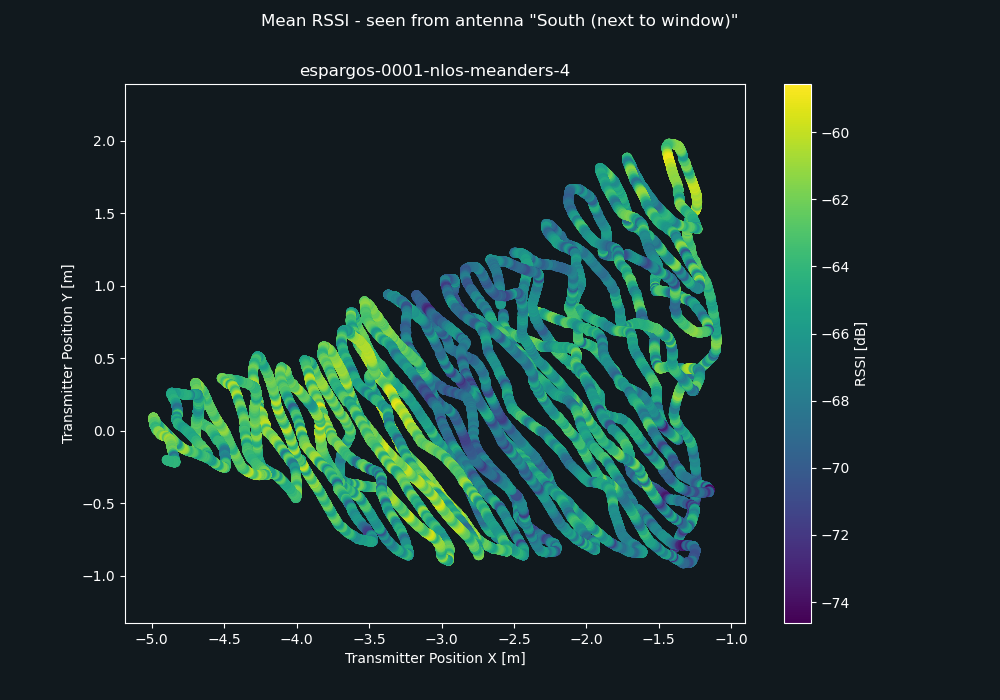 Mean RSSI - seen from antenna "South (next to window)"
espargos-0001-nlos-meanders-4
2.0
1.5
1.0
0.5
0.0
−0.5
−1.0
Transmitter Position Y [m]
−5.0 −4.5 −4.0 −3.5 −3.0 −2.5 −2.0 −1.5 −1.0
Transmitter Position X [m]
−60
−62
−64
−66
−68
−70
−72
−74
RSSI [dB]